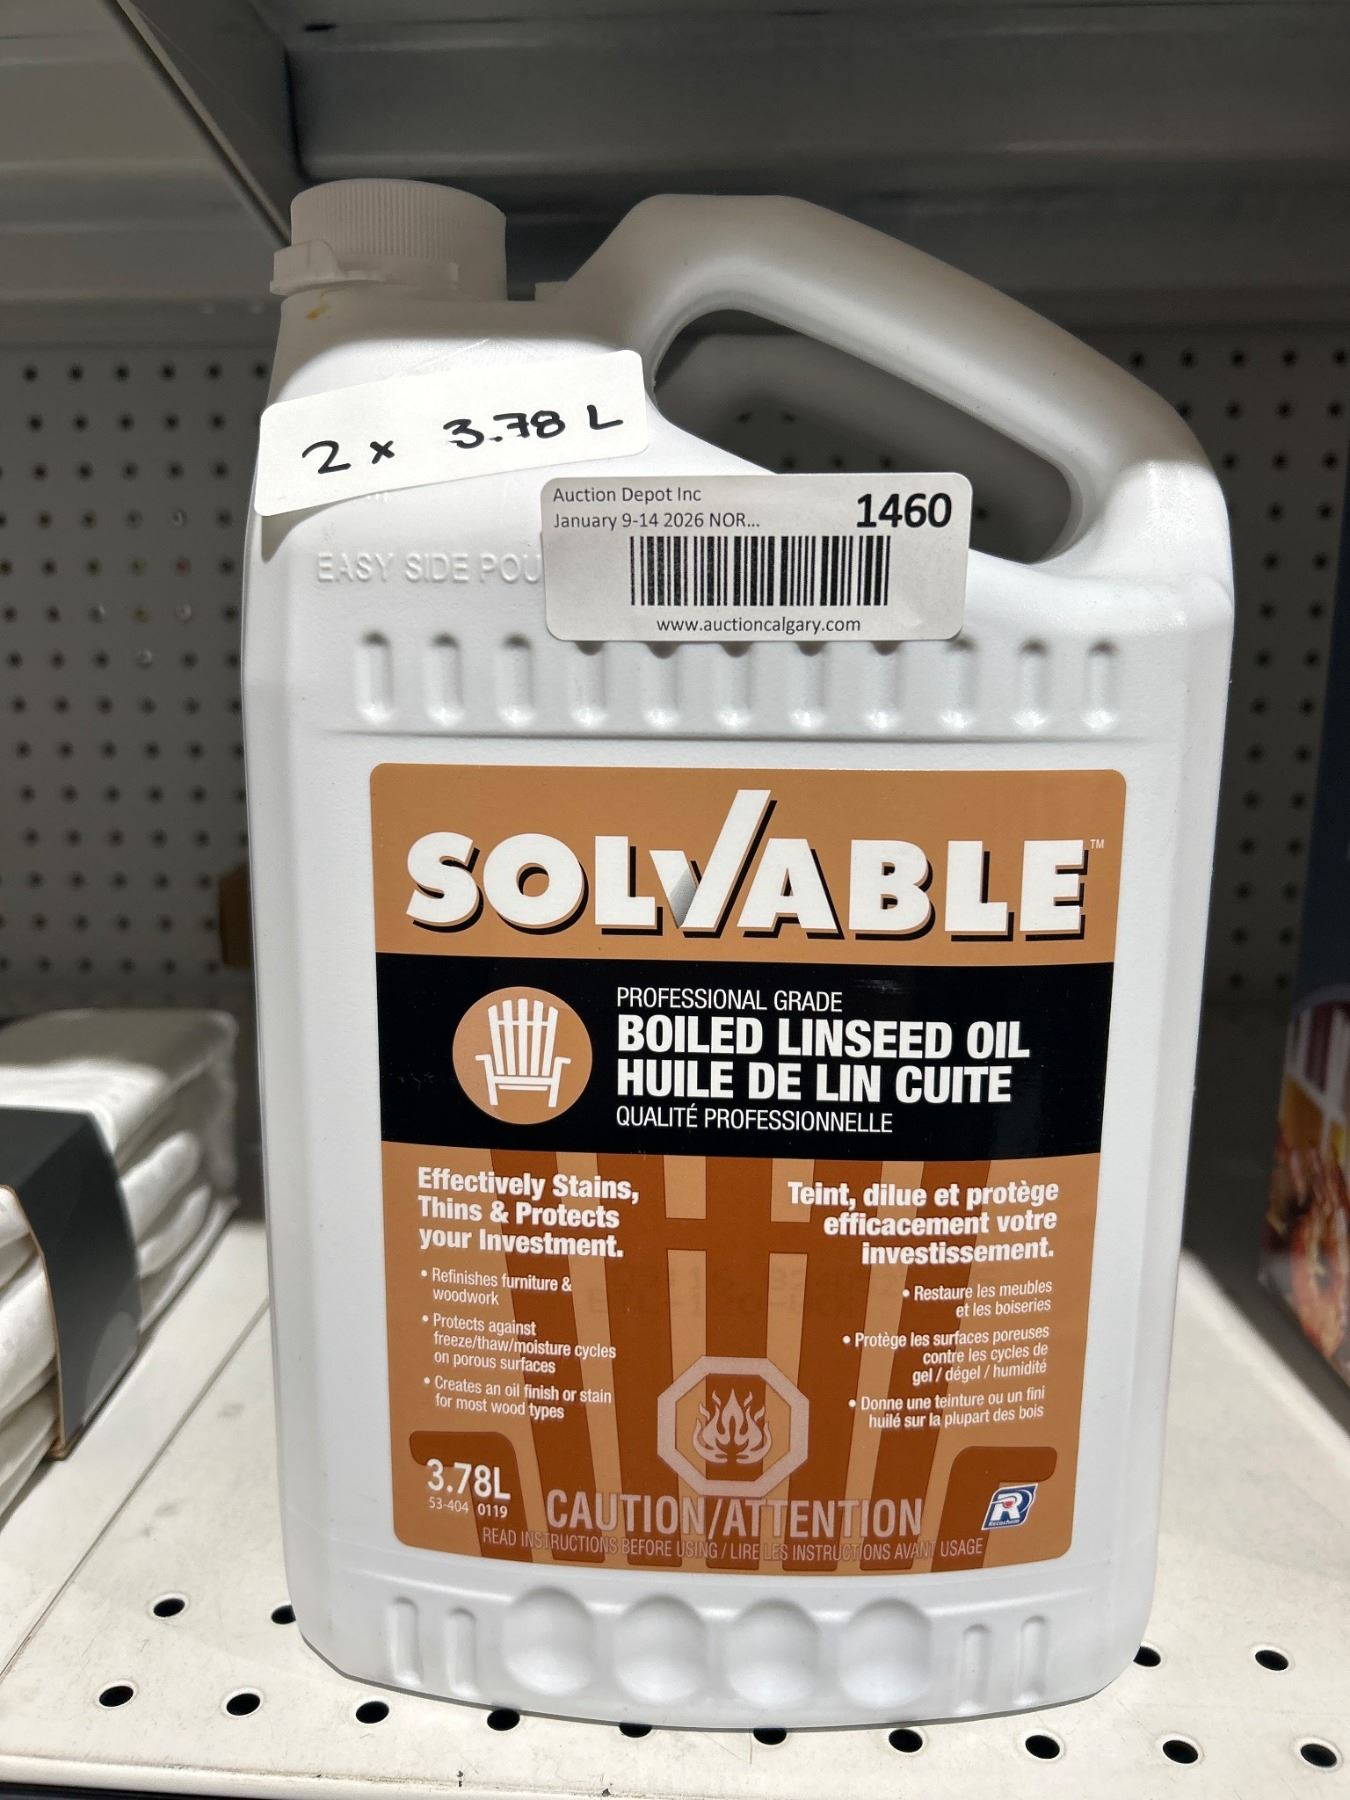 2 x 3.78 L
Auction Depot Inc
1460
January 9-14 2026 NOR...
www.auctioncalgary.com
EASY SIDE POU
SOLVABLE™
PROFESSIONAL GRADE
BOILED LINSEED OIL
HUILE DE LIN CUITE
QUALITÉ PROFESSIONNELLE
Effectively Stains,
Thins & Protects
your Investment.
• Refinishes furniture &
woodwork
• Protects against
freeze/thaw/moisture cycles
on porous surfaces
• Creates an oil finish or stain
for most wood types
Teint, dilue et protège
efficacement votre
investissement.
• Restaure les meubles
et les boiseries
• Protège les surfaces poreuses
contre les cycles de
gel / dégel / humidité
• Donne une teinture ou un fini
huilé sur la plupart des bois
3.78L
53-404 0119
CAUTION/ATTENTION
READ INSTRUCTIONS BEFORE USING / LIRE LES INSTRUCTIONS AVANT USAGE
R
Recochem